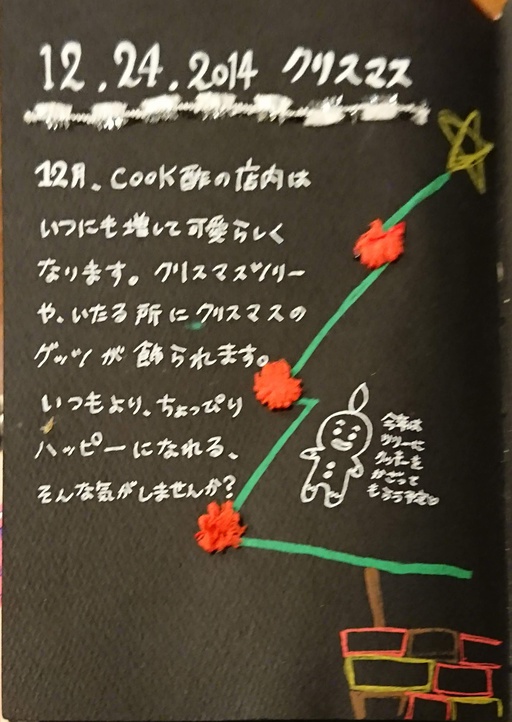 12.24.2014 クリスマス
12月、COOK酢の店内は
いつにも増して可愛らしく
なります。クリスマスツリー
や、いたる所にクリスマスの
グッツが飾られます。
いつもより、ちょっぴり
ハッピーになれる、
そんな気がしませんか?
今年は
ツリーに
クッキーを
かざって
もらう予定☺